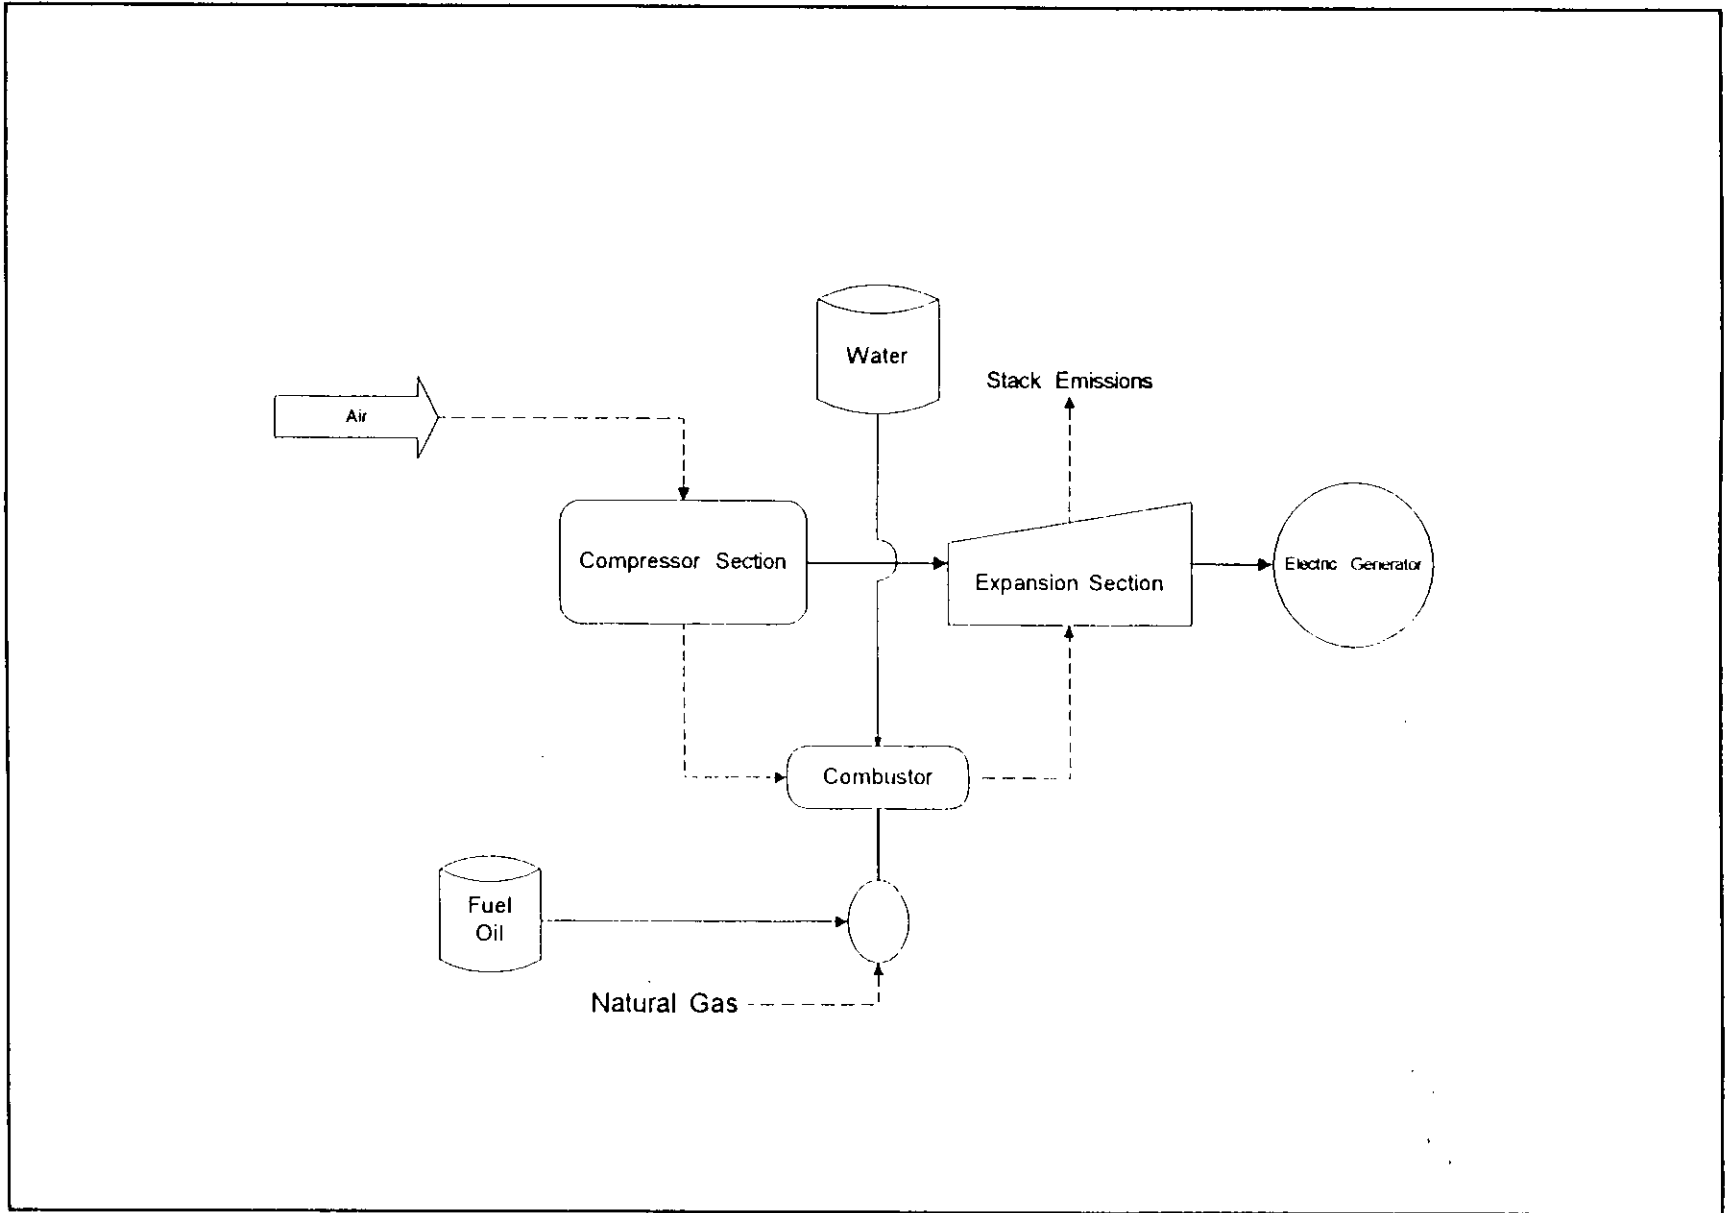 Water
Stack Emissions
Air
Compressor Section
Expansion Section
Electric Generator
Combustor
Fuel
Oil
Natural Gas